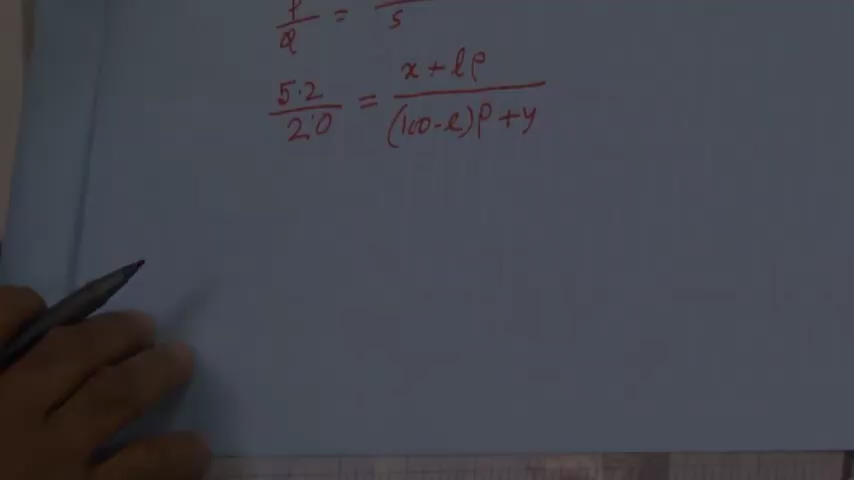 P/Q = /S
5.2/2.0 = x+lρ/(100-l)ρ+y